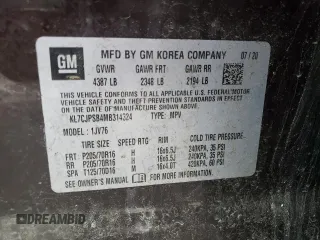 GM
MFD BY GM KOREA COMPANY 07/20
GVWR GAWR FRT GAWR RR
4387 LB 2348 LB 2194 LB
THIS VEHICLE CONFORMS TO ALL APPLICABLE U.S. FEDERAL MOTOR
VEHICLE SAFETY, BUMPER, AND THEFT PREVENTION STANDARDS IN
EFFECT ON THE DATE OF MANUFACTURE SHOWN ABOVE.
KL7CJPSB4MB314324 TYPE: MPV
MODEL: 1JV76
TIRE SIZE SPEED RTG RIM COLD TIRE PRESSURE
FRT P205/70R16 H 16x6.5J 240KPA, 35 PSI
RR P205/70R16 H 16x6.5J 240KPA, 35 PSI
SPA T125/70D16 M 16x4.0T 420KPA, 60 PSI
SEE OWNER'S MANUAL FOR MORE INFORMATION.
DREAMBID